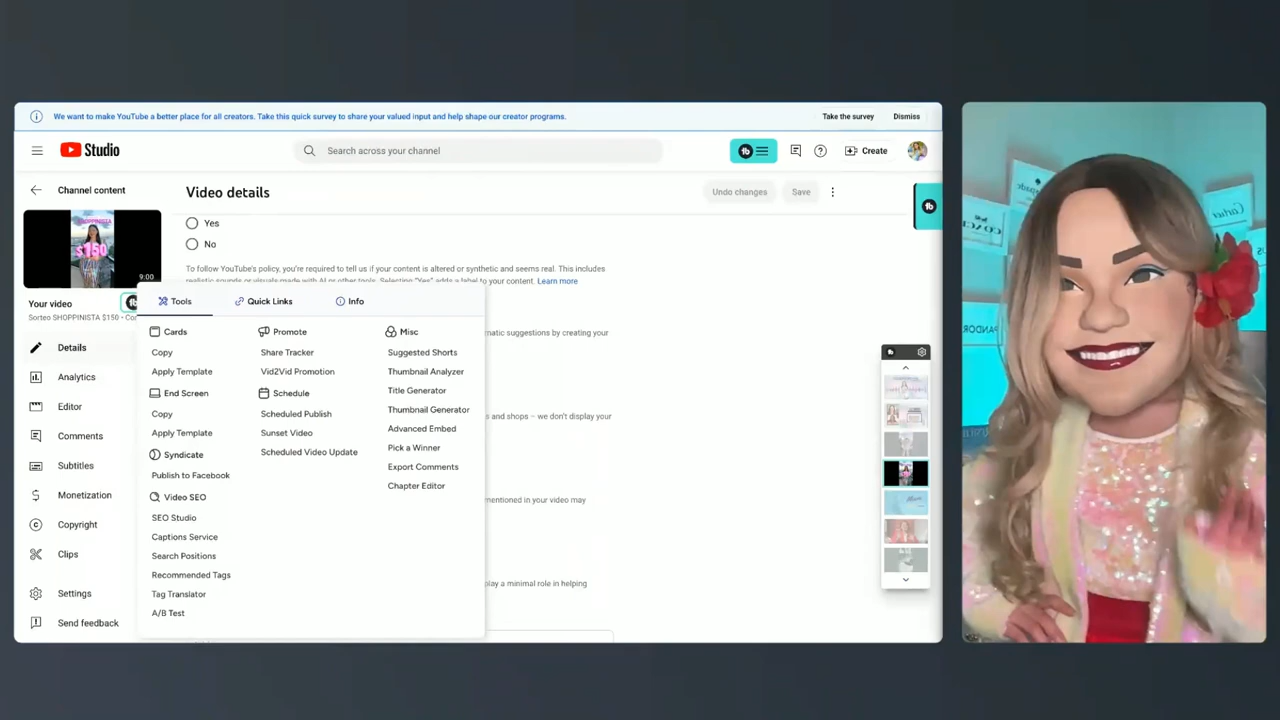 We want to make YouTube a better place for all creators. Take this quick survey to share your valued input and help shape our creator programs.
Take the survey
Dismiss
Studio
Search across your channel
Create
Channel content
Video details
Undo changes
Save
SHOPPINISTA
$150
9:00
Your video
Sorteo SHOPPINISTA $150 • Co
Yes
No
To follow YouTube's policy, you're required to tell us if your content is altered or synthetic and seems real. This includes
realistic sounds or visuals made with AI or other tools. Selecting "Yes" adds a label to your content. Learn more
matic suggestions by creating your
s and shops – we don't display your
mentioned in your video may
play a minimal role in helping
Details
Analytics
Editor
Comments
Subtitles
Monetization
Copyright
Clips
Settings
Send feedback
Tools
Quick Links
Info
Cards
Copy
Apply Template
End Screen
Copy
Apply Template
Syndicate
Publish to Facebook
Video SEO
SEO Studio
Captions Service
Search Positions
Recommended Tags
Tag Translator
A/B Test
Promote
Share Tracker
Vid2Vid Promotion
Schedule
Scheduled Publish
Sunset Video
Scheduled Video Update
Misc
Suggested Shorts
Thumbnail Analyzer
Title Generator
Thumbnail Generator
Advanced Embed
Pick a Winner
Export Comments
Chapter Editor
Cartier
COACH
PANDOR